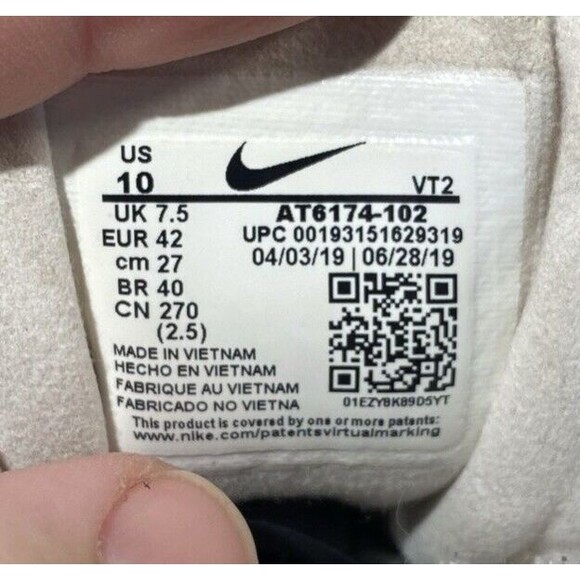 US
10
VT2
UK 7.5
AT6174-102
EUR 42
UPC 00193151629319
cm 27
04/03/19 | 06/28/19
BR 40
CN 270
(2.5)
MADE IN VIETNAM
HECHO EN VIETNAM
FABRIQUE AU VIETNAM
FABRICADO NO VIETNA
01EZY8K89D5YT
This product is covered by one or more patents:
www.nike.com/patentsvirtualmarking